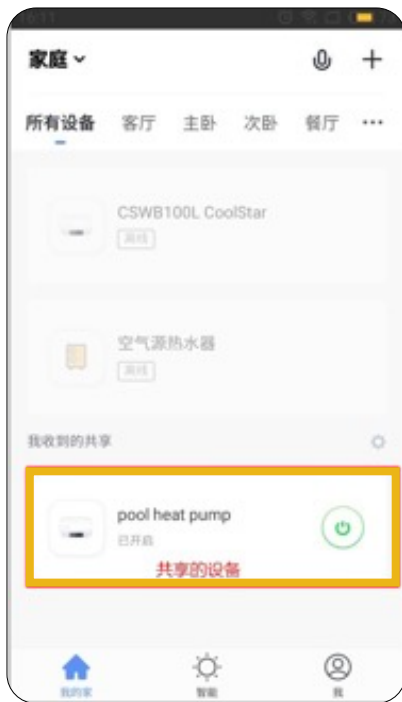 16:11
家庭
所有设备 客厅 主卧 次卧 餐厅 ...
CSWB100L CoolStar
离线
空气源热水器
离线
我收到的共享
pool heat pump
已开启
共享的设备
我的家 智能 我